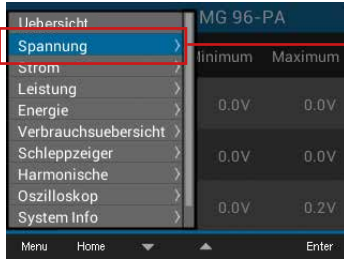 Uebersicht
MG 96-PA
Spannung
Minimum Maximum
Strom
Leistung
Energie
0.0V 0.0V
Verbrauchsuebersicht
Schleppzeiger
0.0V 0.0V
Harmonische
Oszilloskop
0.0V 0.2V
System Info
Menu Home Enter